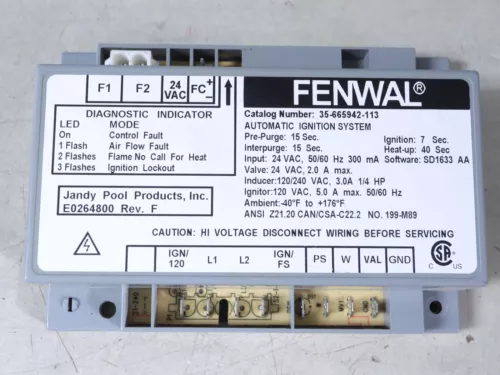 F1 F2 24 VAC FC + −
DIAGNOSTIC INDICATOR
LED MODE
On Control Fault
1 Flash Air Flow Fault
2 Flashes Flame No Call For Heat
3 Flashes Ignition Lockout
Jandy Pool Products, Inc.
E0264800 Rev. F
FENWAL®
Catalog Number: 35-665942-113
AUTOMATIC IGNITION SYSTEM
Pre-Purge: 15 Sec. Ignition: 7 Sec.
Interpurge: 15 Sec. Heat-up: 40 Sec
Input: 24 VAC, 50/60 Hz 300 mA Software: SD1633 AA
Valve: 24 VAC, 2.0 A max.
Inducer:120/240 VAC, 3.0A 1/4 HP
Ignitor:120 VAC, 5.0 A max. 50/60 Hz
Ambient:-40°F to +176°F
ANSI Z21.20 CAN/CSA-C22.2 NO. 199-M89
CAUTION: HI VOLTAGE DISCONNECT WIRING BEFORE SERVICING
C US
IGN/120 L1 L2 IGN/FS PS W VAL GND